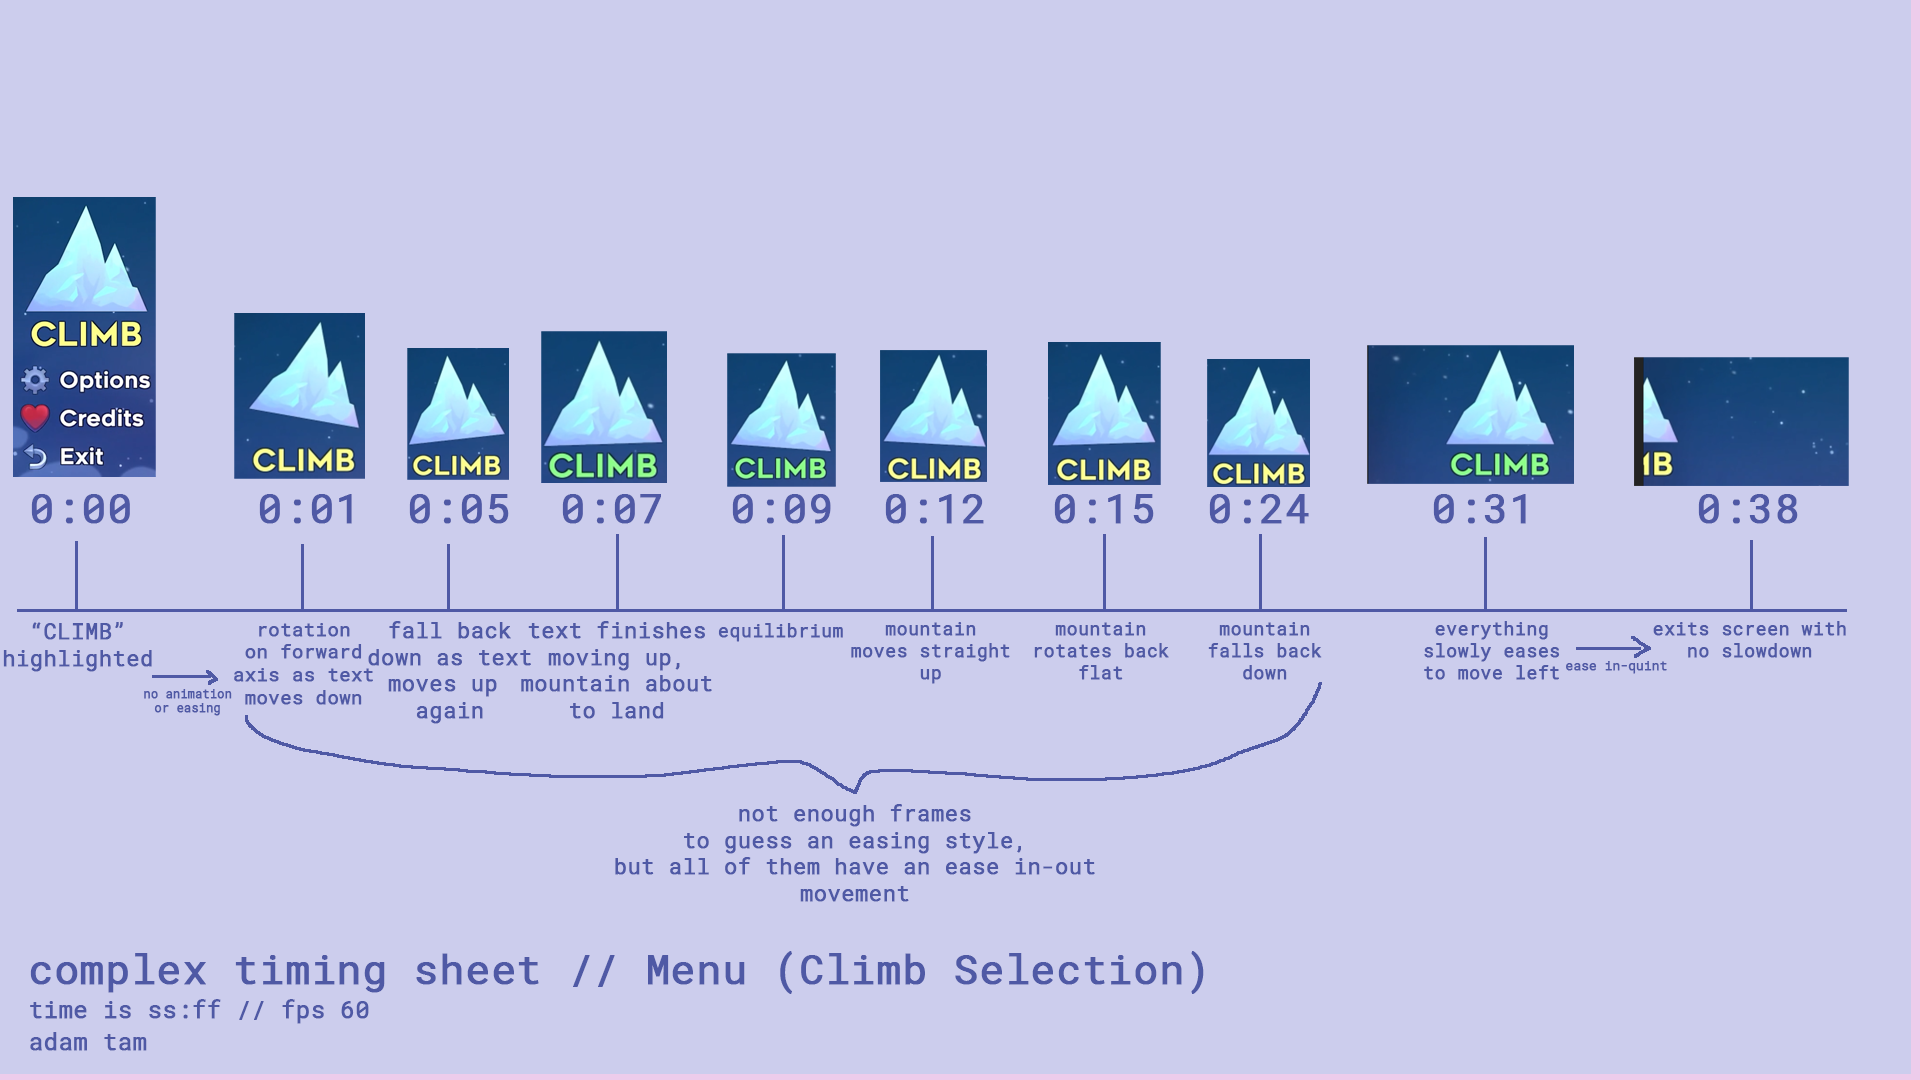 CLIMB
Options
Credits
Exit
CLIMB
CLIMB
CLIMB
CLIMB
CLIMB
CLIMB
CLIMB
CLIMB
MB
0:00
0:01
0:05
0:07
0:09
0:12
0:15
0:24
0:31
0:38
“CLIMB”
highlighted
no animation
or easing
rotation
on forward
axis as text
moves down
fall back
down as text
moves up
again
text finishes
moving up,
mountain about
to land
equilibrium
mountain
moves straight
up
mountain
rotates back
flat
mountain
falls back
down
everything
slowly eases
to move left
ease in-quint
exits screen with
no slowdown
not enough frames
to guess an easing style,
but all of them have an ease in-out
movement
complex timing sheet // Menu (Climb Selection)
time is ss:ff // fps 60
adam tam